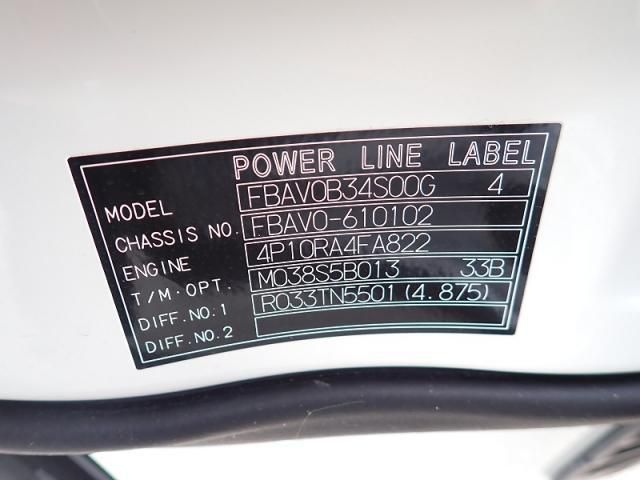 POWER LINE LABEL
MODEL FBAV0B34S00G 4
CHASSIS NO. FBAV0-610102
ENGINE 4P10RA4FA822
T/M·OPT. M038S5B013 33B
DIFF.NO.1 R033TN5501(4.875)
DIFF.NO.2